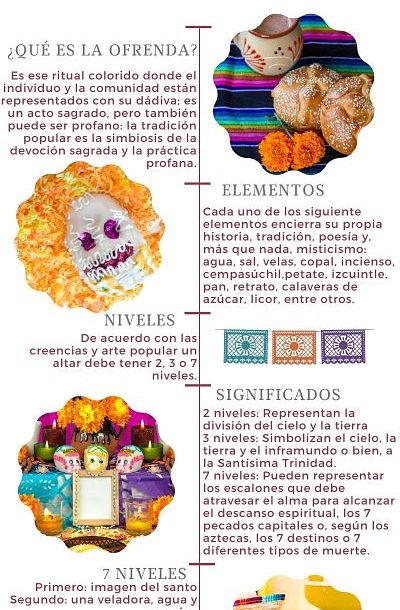 ¿QUÉ ES LA OFRENDA?
Es ese ritual colorido donde el
individuo y la comunidad están
representados con su dádiva; es
un acto sagrado, pero también
puede ser profano: la tradición
popular es la simbiosis de la
devoción sagrada y la práctica
profana.
ELEMENTOS
Cada uno de los siguiente
elementos encierra su propia
historia, tradición, poesía y,
más que nada, misticismo:
agua, sal, velas, copal, incienso,
cempasúchil,petate, izcuintle,
pan, retrato, calaveras de
azúcar, licor, entre otros.
NIVELES
De acuerdo con las
creencias y arte popular un
altar debe tener 2, 3 o 7
niveles.
SIGNIFICADOS
2 niveles: Representan la
división del cielo y la tierra
3 niveles: Simbolizan el cielo, la
tierra y el inframundo o bien, a
la Santísima Trinidad.
7 niveles: Pueden representar
los escalones que debe
atravesar el alma para alcanzar
el descanso espiritual, los 7
pecados capitales o, según los
aztecas, los 7 destinos o 7
diferentes tipos de muerte.
7 NIVELES
Primero: imagen del santo
Segundo: una veladora, agua y